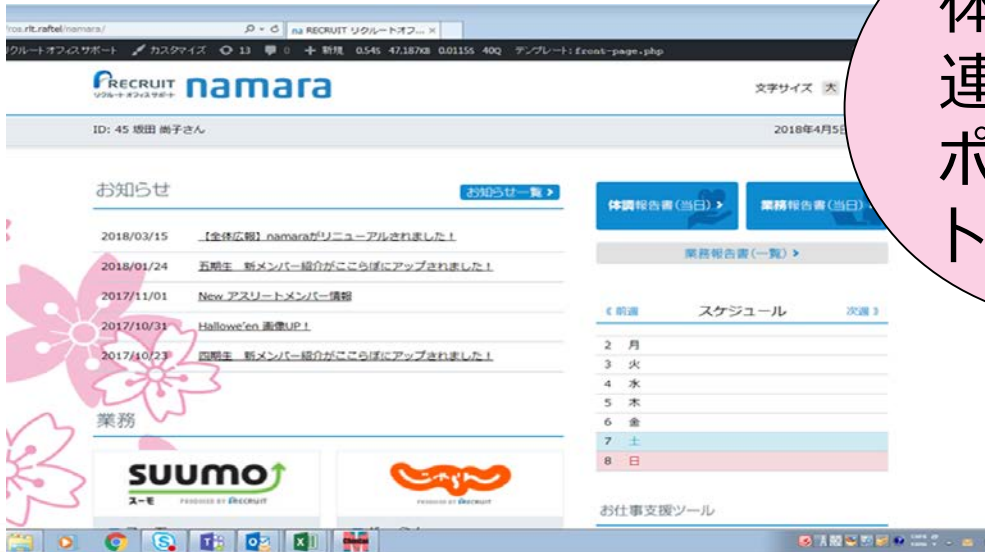 ros.rlt.raftel/namara/
na RECRUIT リクルートオフ...
リクルートオフィスサポート カスタマイズ 13 0 + 新規 0.54S 47,187KB 0.0115S 40Q テンプレート:front-page.php
RECRUIT namara
リクルートオフィスサポート
文字サイズ 大
ID: 45 坂田 尚子さん
2018年4月5日
お知らせ
お知らせ一覧
2018/03/15 【全体広報】namaraがリニューアルされました!
2018/01/24 五期生 新メンバー紹介がここらぼにアップされました!
2017/11/01 New アスリートメンバー情報
2017/10/31 Hallowe'en 画像UP!
2017/10/23 四期生 新メンバー紹介がここらぼにアップされました!
業務
SUUMO
スーモ PRODUCED BY RECRUIT
じゃらん
PRODUCED BY RECRUIT
体調報告書(当日)
業務報告書(当日)
業務報告書(一覧)
《 前週 スケジュール 次週 》
2 月
3 火
4 水
5 木
6 金
7 土
8 日
お仕事支援ツール
体
連
ポ
ト